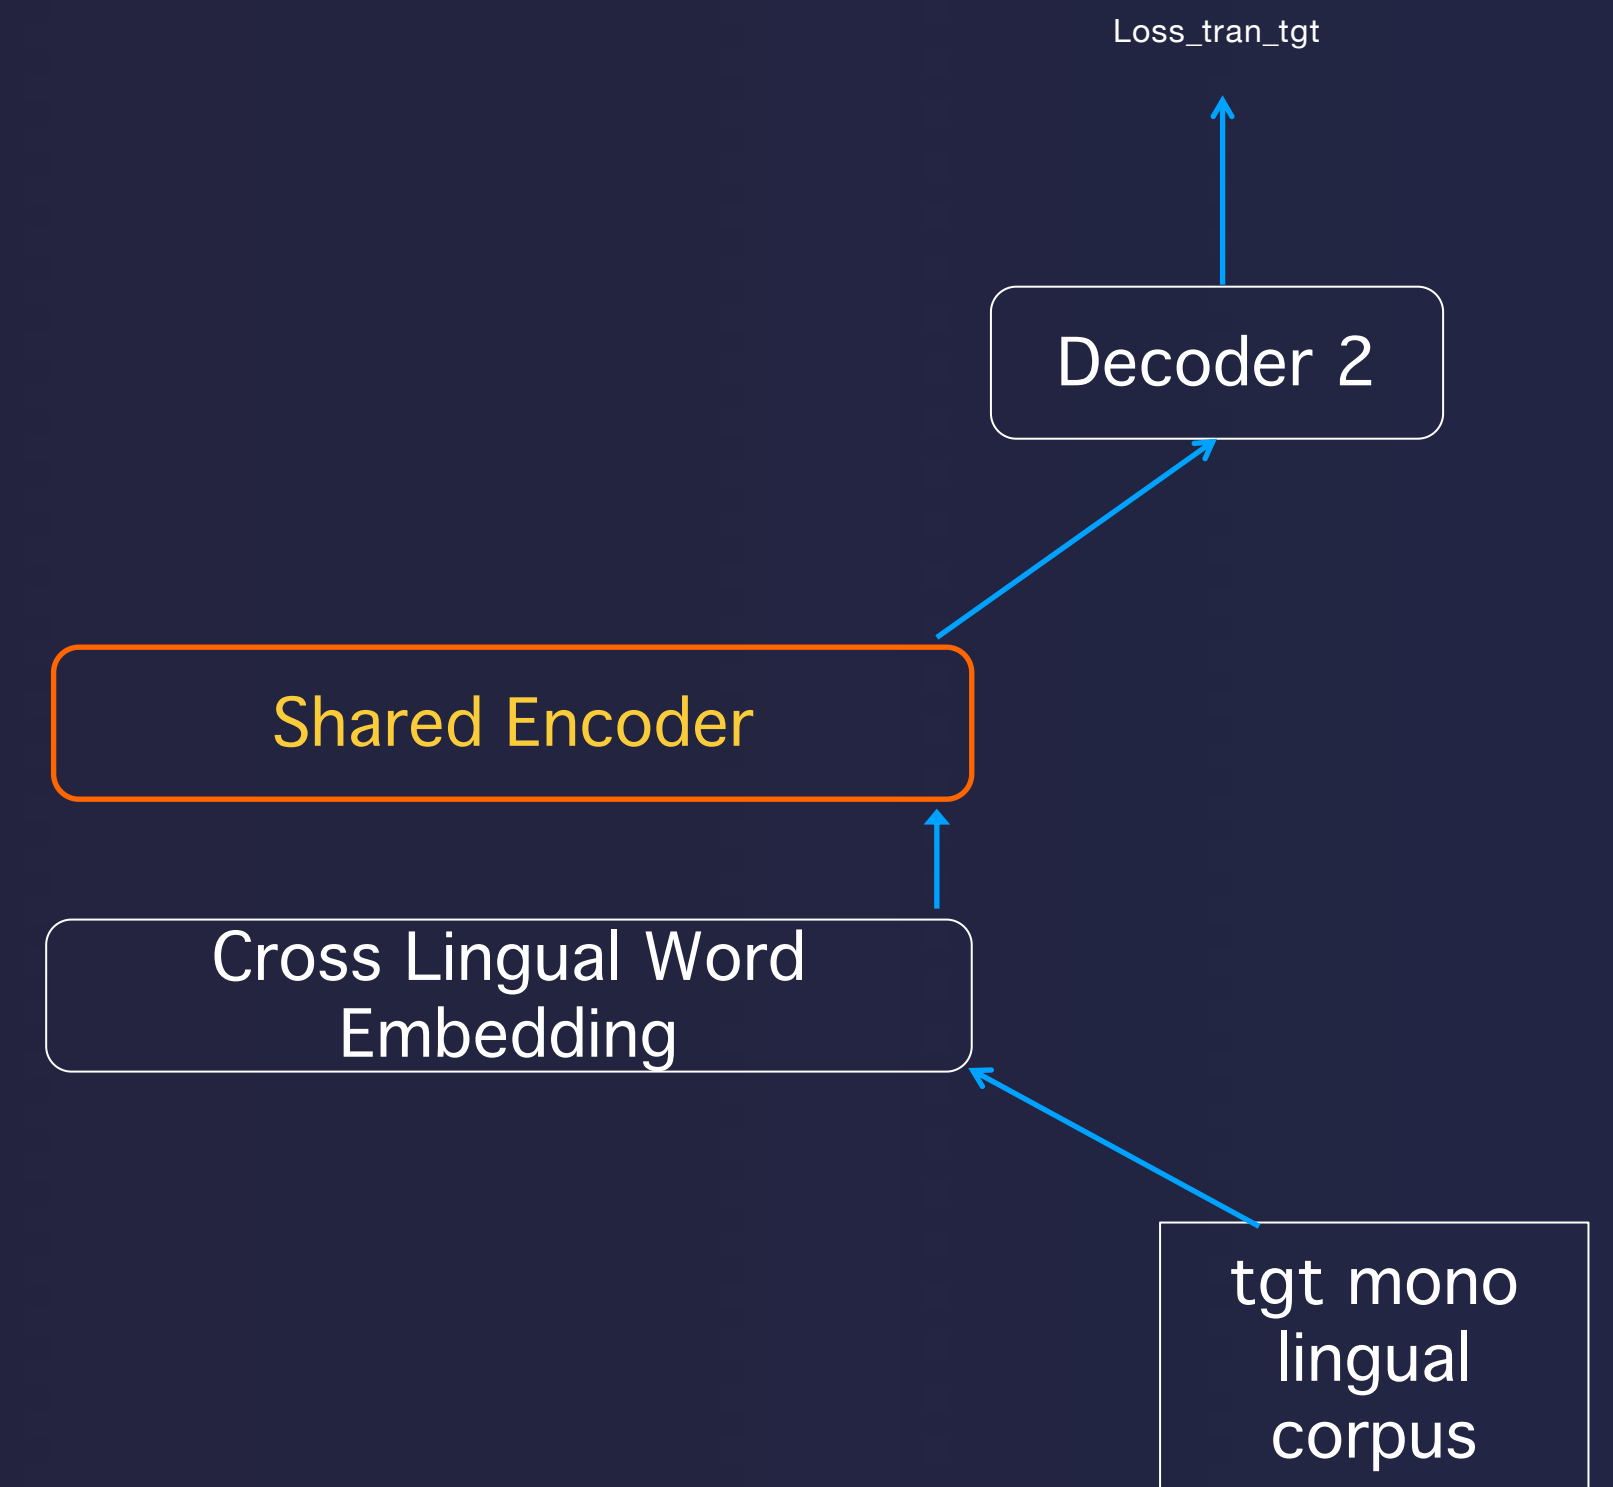 Loss_tran_tgt
Decoder 2
Shared Encoder
Cross Lingual Word
Embedding
tgt mono
lingual
corpus